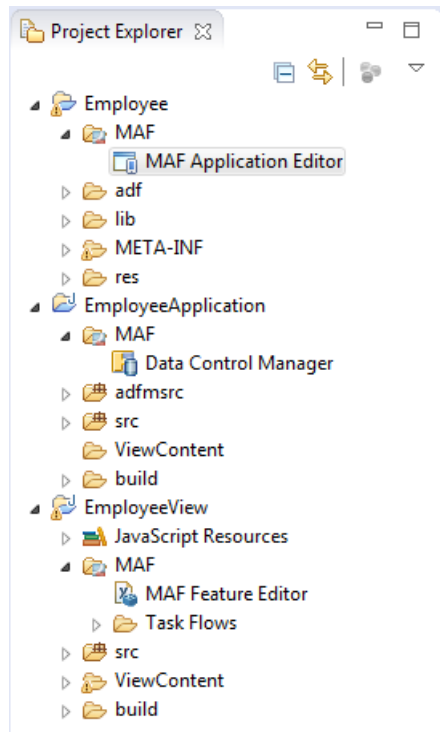 Project Explorer
Employee
MAF
MAF Application Editor
adf
lib
META-INF
res
EmployeeApplication
MAF
Data Control Manager
adfmsrc
src
ViewContent
build
EmployeeView
JavaScript Resources
MAF
MAF Feature Editor
Task Flows
src
ViewContent
build